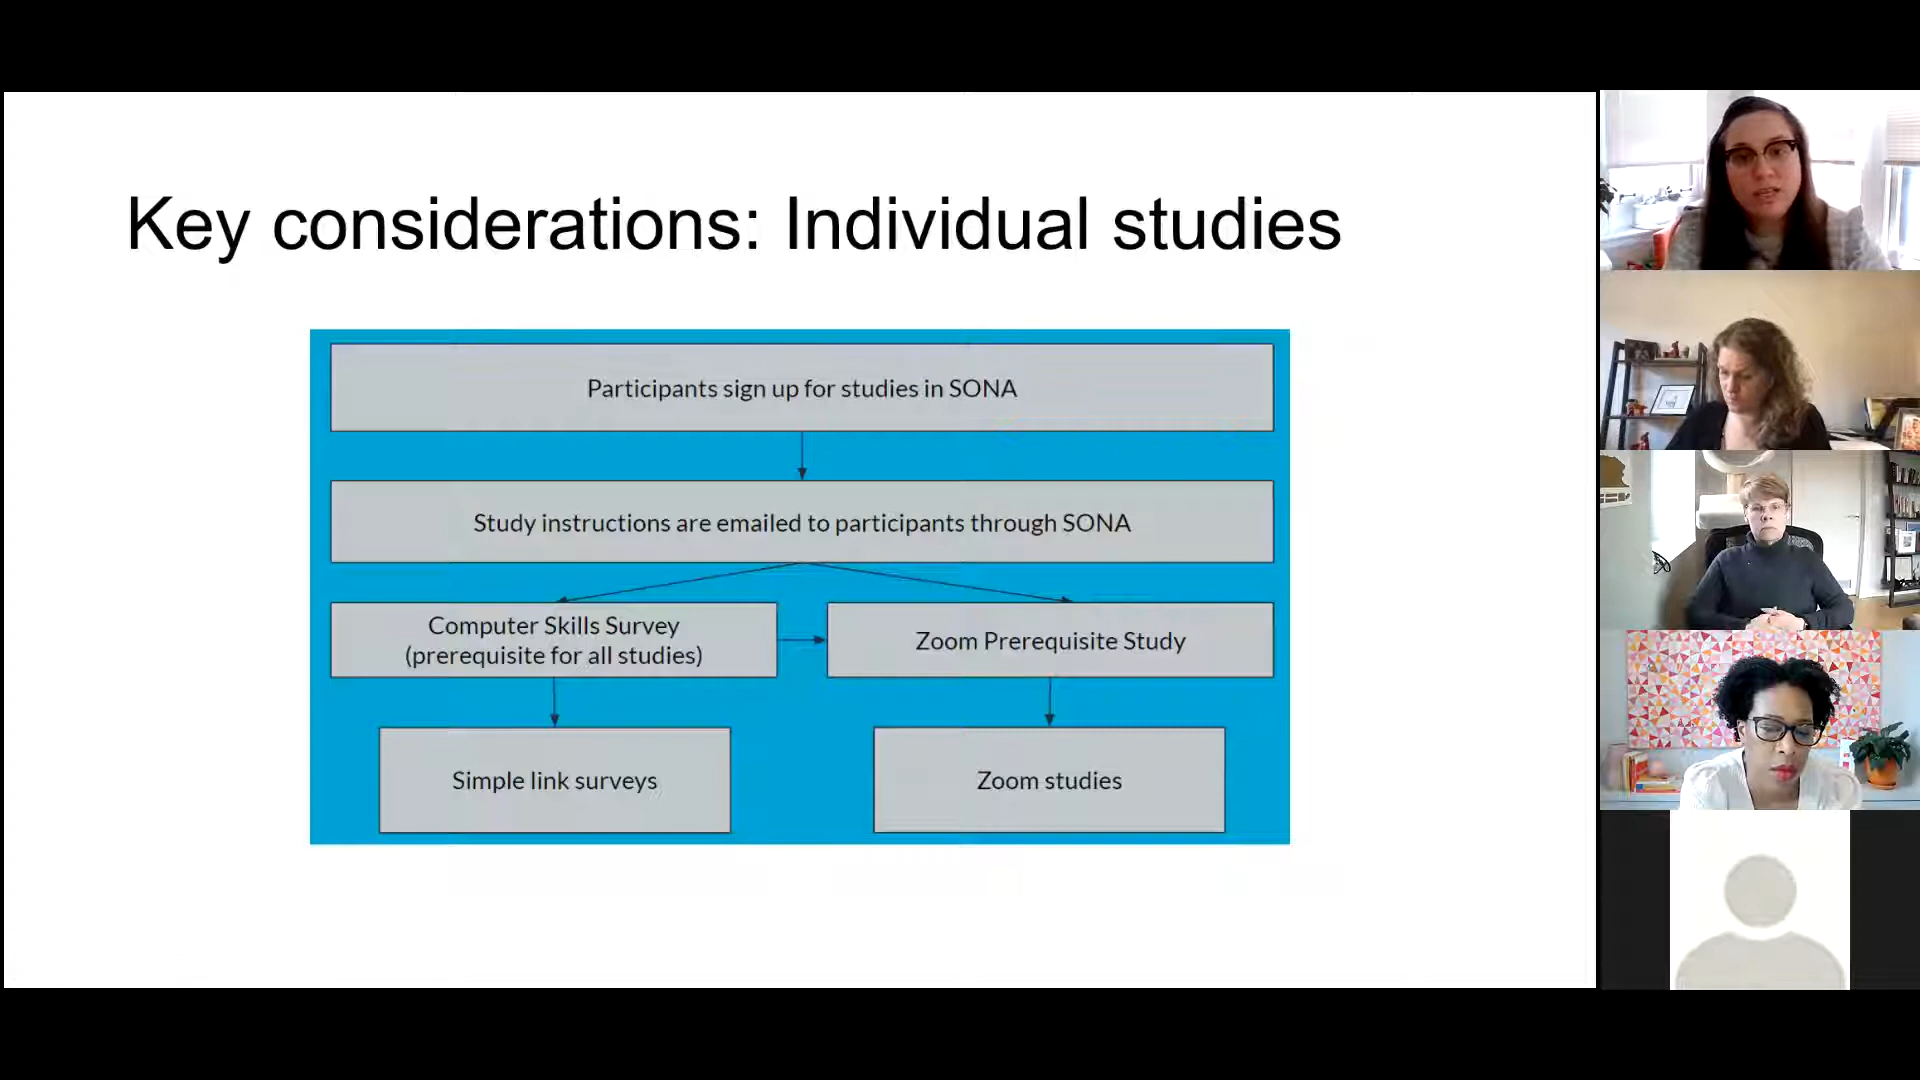 Key considerations: Individual studies
Participants sign up for studies in SONA
Study instructions are emailed to participants through SONA
Computer Skills Survey
(prerequisite for all studies)
Zoom Prerequisite Study
Simple link surveys
Zoom studies